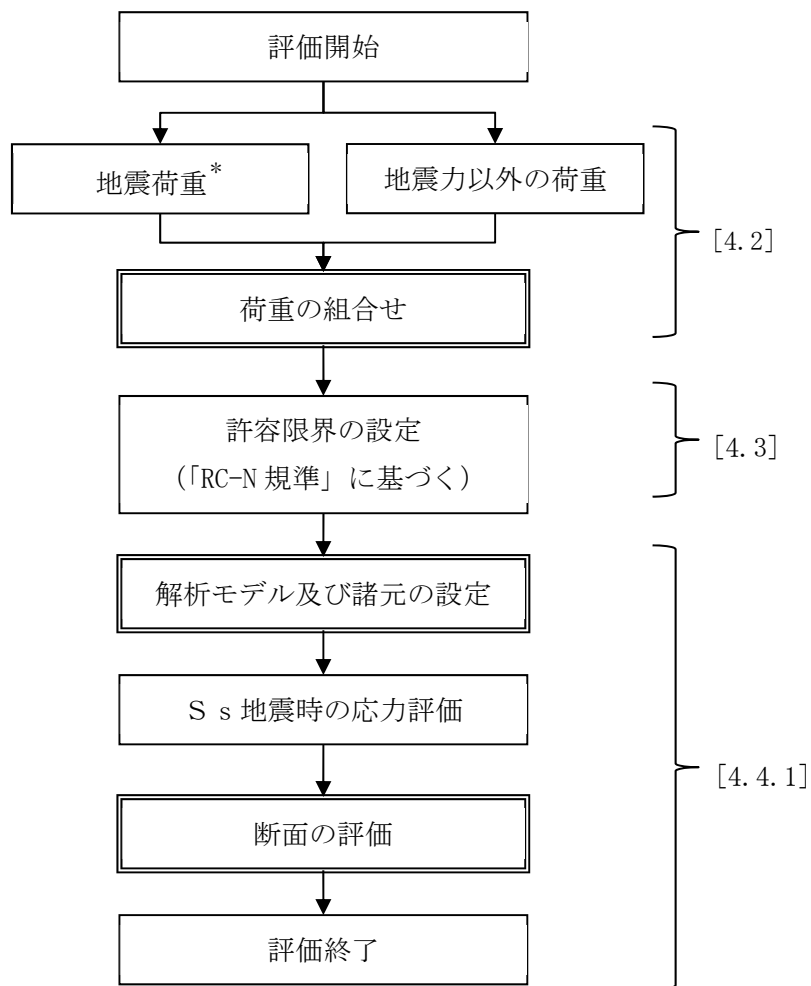 評価開始
地震荷重*
地震力以外の荷重
[4.2]
荷重の組合せ
許容限界の設定
(「RC-N 規準」に基づく)
[4.3]
解析モデル及び諸元の設定
Ｓｓ地震時の応力評価
[4.4.1]
断面の評価
評価終了